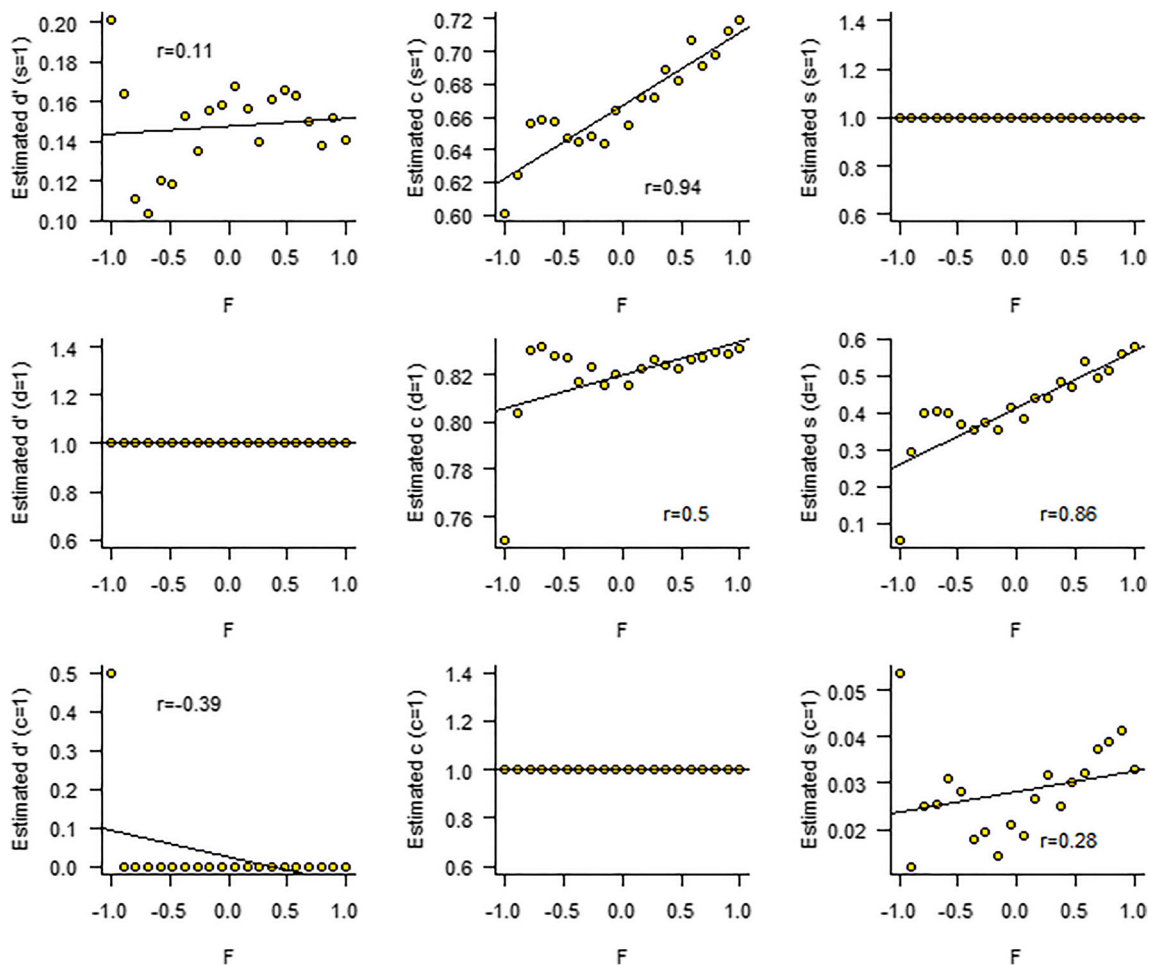 Estimated d' (s=1)
0.20
0.18
0.16
0.14
0.12
0.10
r=0.11
-1.0 -0.5 0.0 0.5 1.0
F
Estimated c (s=1)
0.72
0.70
0.68
0.66
0.64
0.62
0.60
r=0.94
-1.0 -0.5 0.0 0.5 1.0
F
Estimated s (s=1)
1.4
1.2
1.0
0.8
0.6
-1.0 -0.5 0.0 0.5 1.0
F
Estimated d' (d=1)
1.4
1.2
1.0
0.8
0.6
-1.0 -0.5 0.0 0.5 1.0
F
Estimated c (d=1)
0.82
0.80
0.78
0.76
r=0.5
-1.0 -0.5 0.0 0.5 1.0
F
Estimated s (d=1)
0.6
0.5
0.4
0.3
0.2
0.1
r=0.86
-1.0 -0.5 0.0 0.5 1.0
F
Estimated d' (c=1)
0.5
0.4
0.3
0.2
0.1
0.0
r=-0.39
-1.0 -0.5 0.0 0.5 1.0
F
Estimated c (c=1)
1.4
1.2
1.0
0.8
0.6
-1.0 -0.5 0.0 0.5 1.0
F
Estimated s (c=1)
0.05
0.04
0.03
0.02
r=0.28
-1.0 -0.5 0.0 0.5 1.0
F